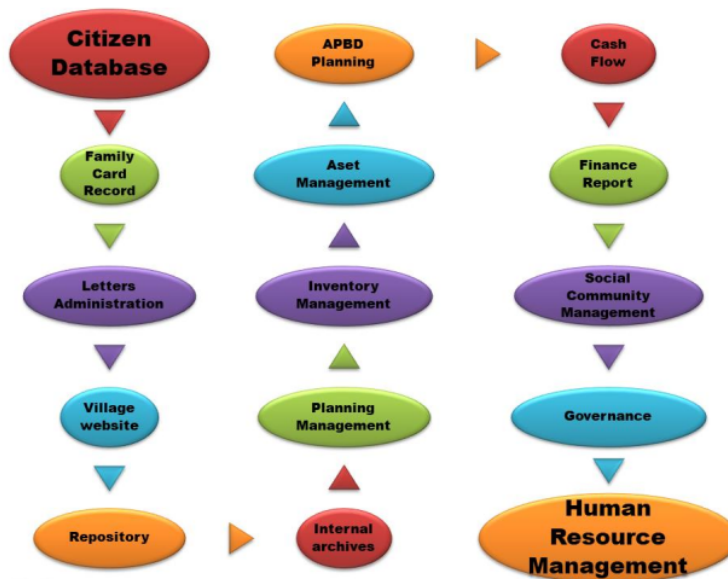 Citizen
Database
Family
Card
Record
Letters
Administration
Village
website
Repository
Internal
archives
Planning
Management
Inventory
Management
Aset
Management
APBD
Planning
Cash
Flow
Finance
Report
Social
Community
Management
Governance
Human
Resource
Management